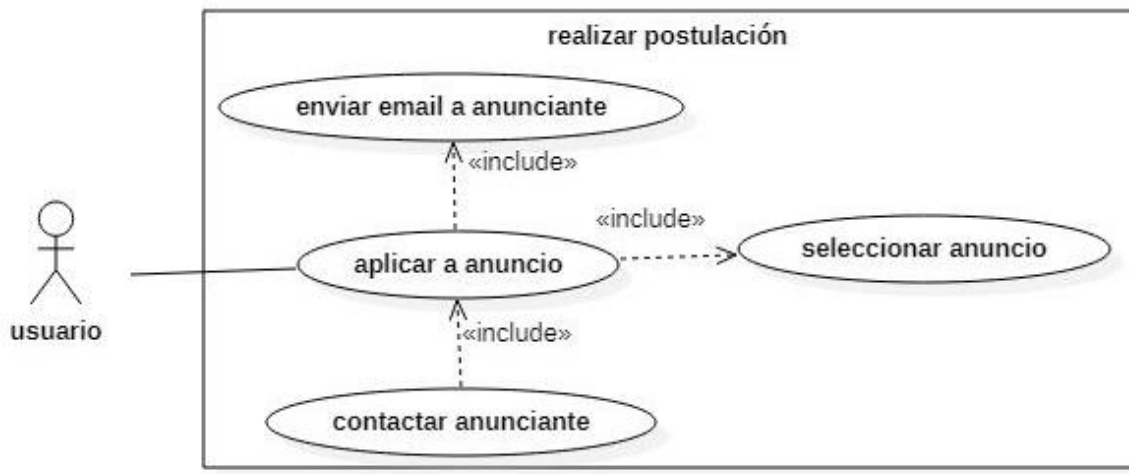 realizar postulación
enviar email a anunciante
«include»
«include»
aplicar a anuncio
seleccionar anuncio
usuario
«include»
contactar anunciante